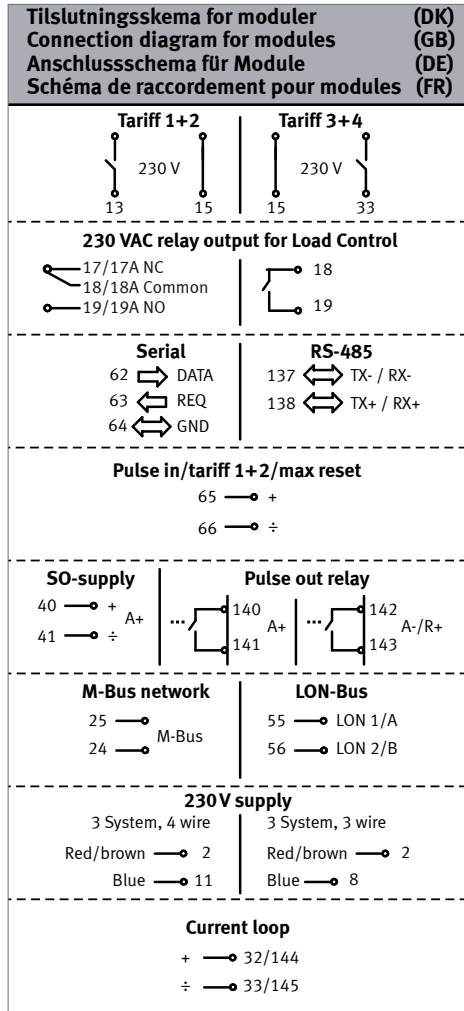 Tilslutningsskema for moduler (DK)
Connection diagram for modules (GB)
Anschlussschema für Module (DE)
Schéma de raccordement pour modules (FR)
Tariff 1+2
230 V
13 15
Tariff 3+4
230 V
15 33
230 VAC relay output for Load Control
17/17A NC
18/18A Common
19/19A NO
18
19
Serial
62 DATA
63 REQ
64 GND
RS-485
137 TX- / RX-
138 TX+ / RX+
Pulse in/tariff 1+2/max reset
65 +
66 ÷
SO-supply
40 +
41 ÷
A+
Pulse out relay
140
141
A+
142
143
A-/R+
M-Bus network
25
24
M-Bus
LON-Bus
55 LON 1/A
56 LON 2/B
230 V supply
3 System, 4 wire
Red/brown 2
Blue 11
3 System, 3 wire
Red/brown 2
Blue 8
Current loop
+ 32/144
÷ 33/145